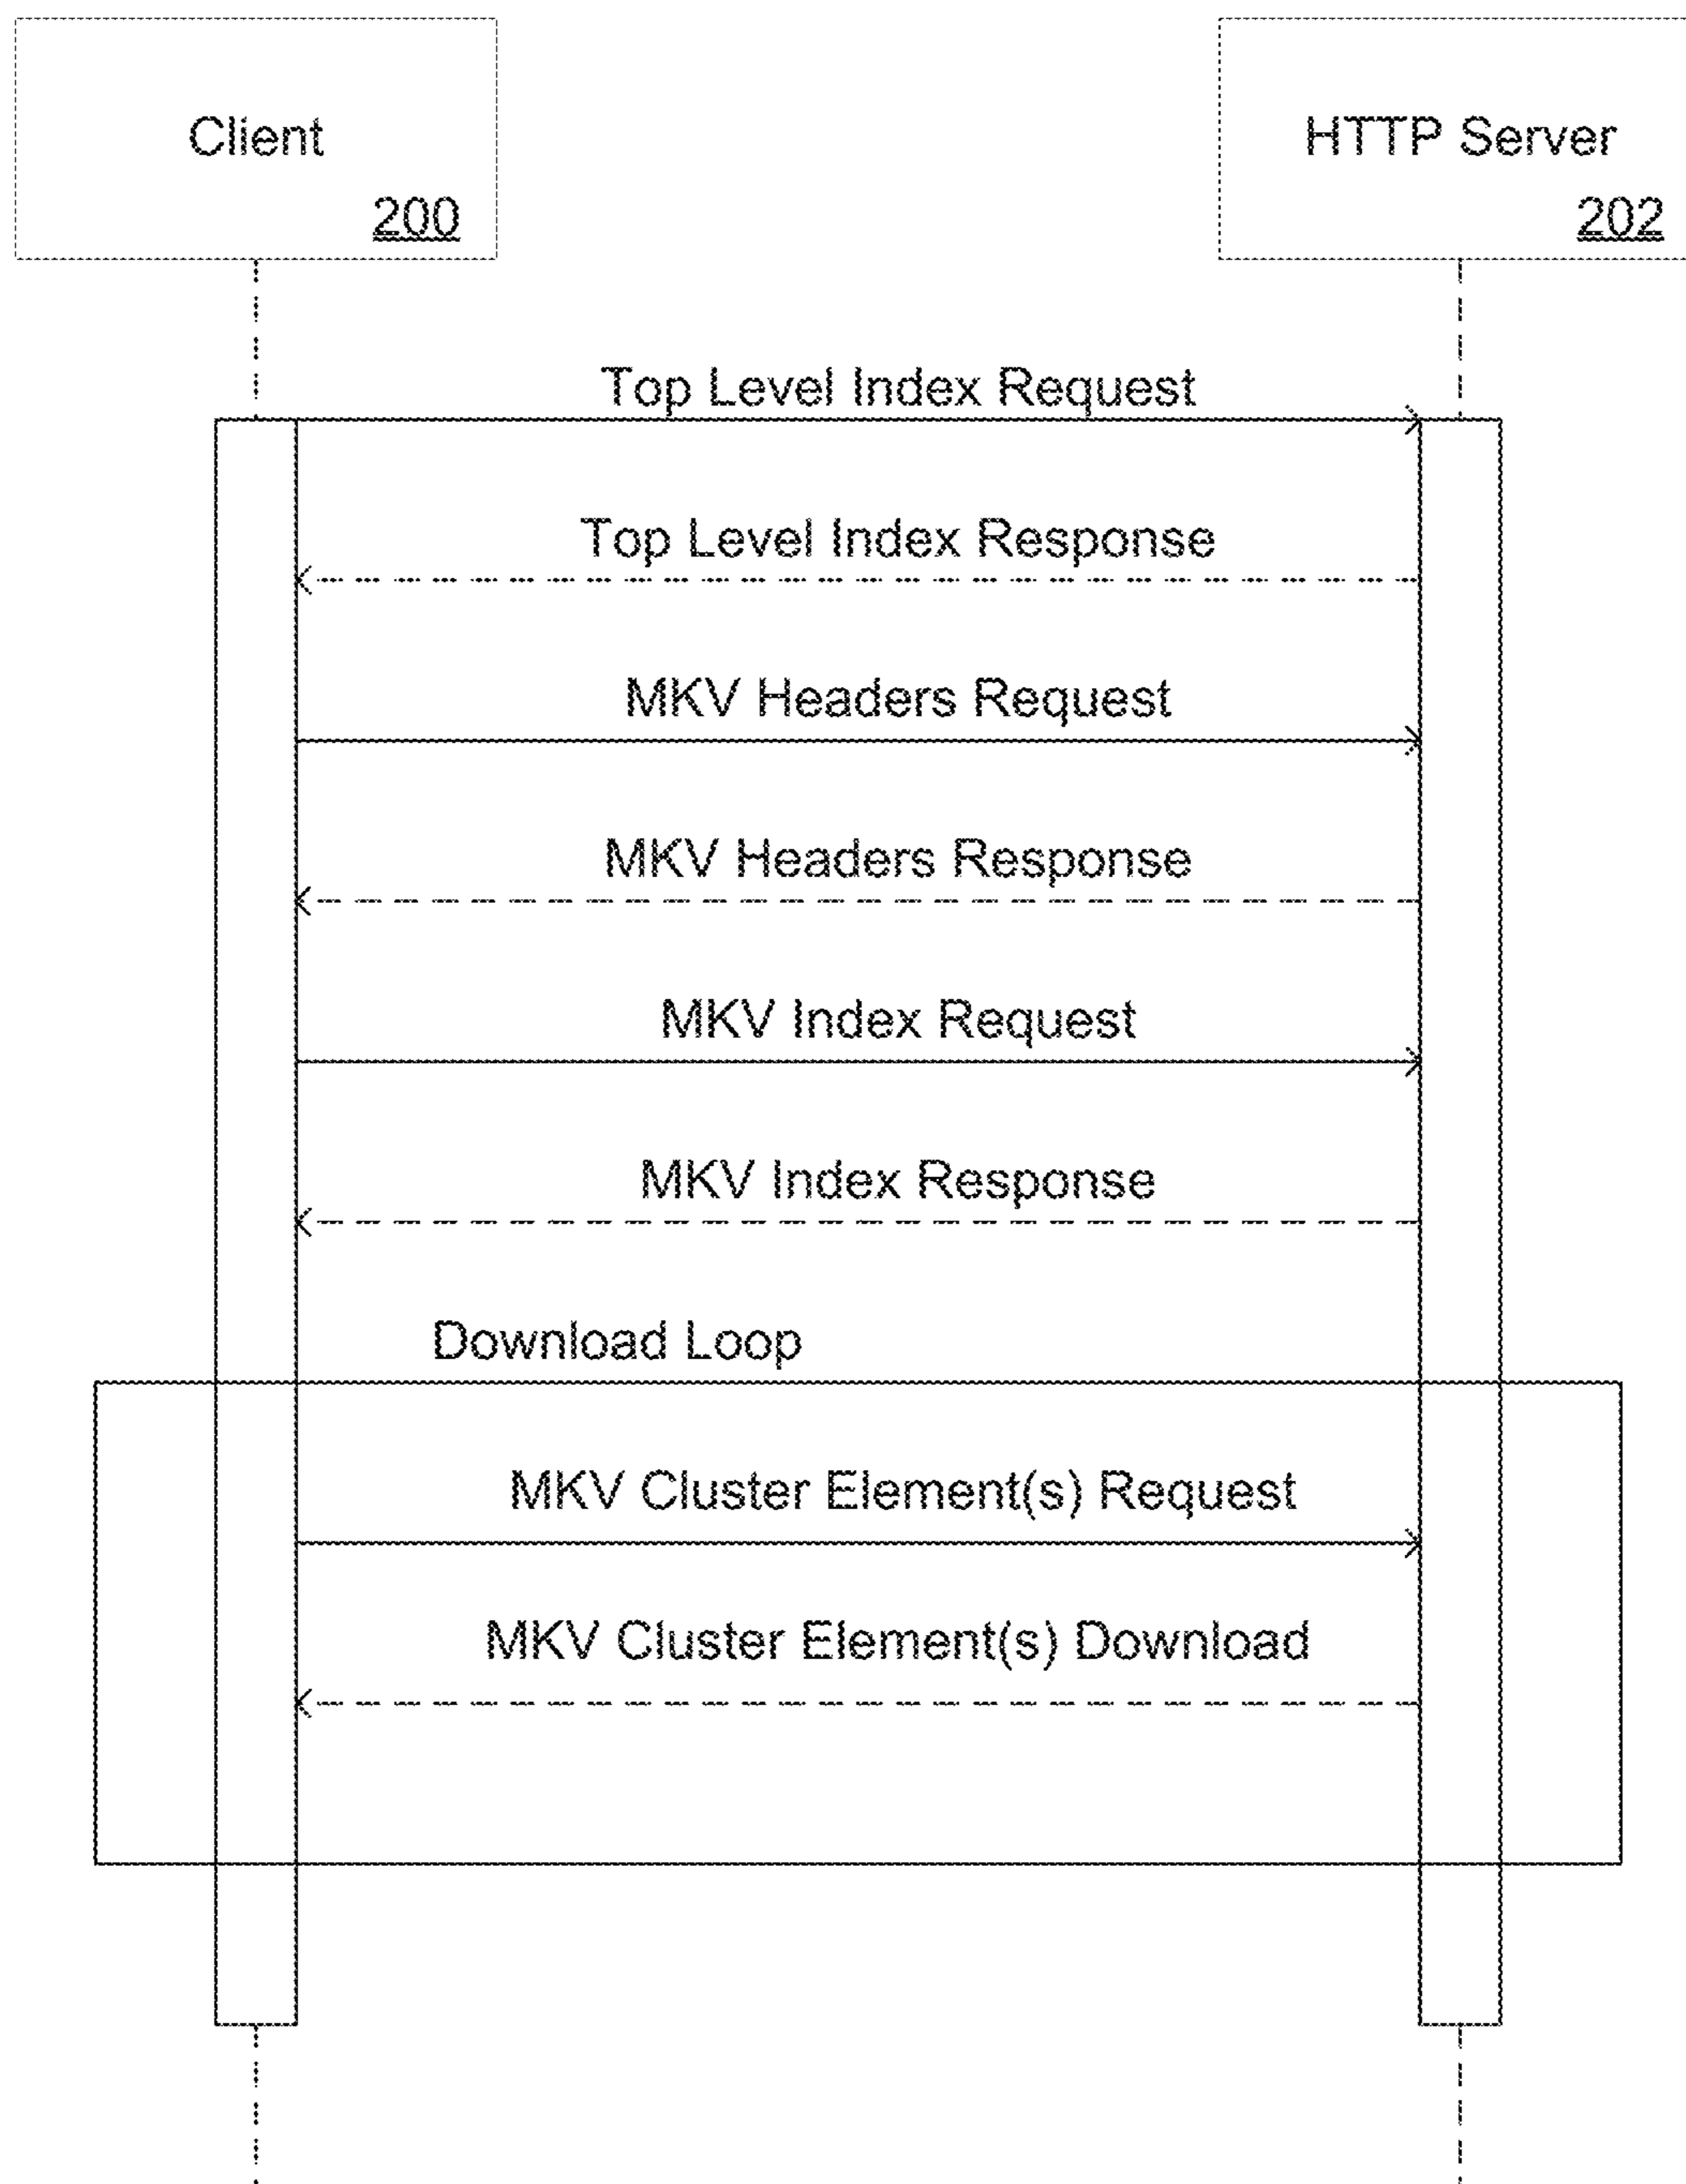 Client
200
HTTP Server
202
Top Level Index Request
Top Level Index Response
MKV Headers Request
MKV Headers Response
MKV Index Request
MKV Index Response
Download Loop
MKV Cluster Element(s) Request
MKV Cluster Element(s) Download